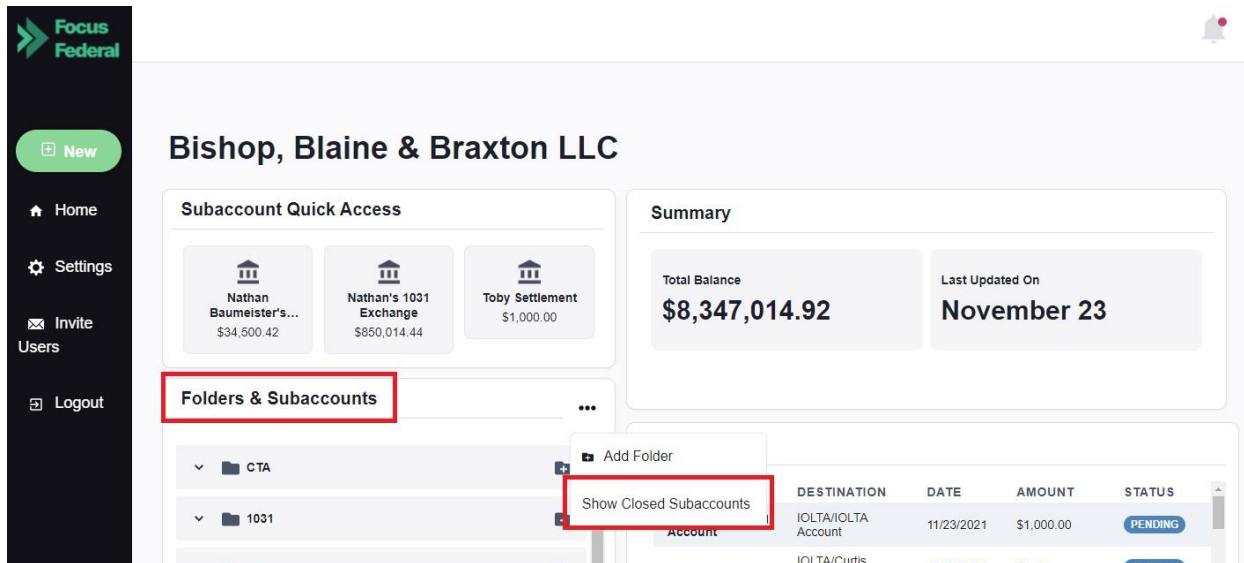 Focus
Federal
New
Home
Settings
Invite
Users
Logout
Bishop, Blaine & Braxton LLC
Subaccount Quick Access
Nathan
Baumeister's...
$34,500.42
Nathan's 1031
Exchange
$850,014.44
Toby Settlement
$1,000.00
Summary
Total Balance
$8,347,014.92
Last Updated On
November 23
Folders & Subaccounts
CTA
1031
Add Folder
Show Closed Subaccounts
DESTINATION DATE AMOUNT STATUS
Account
IOLTA/IOLTA
Account
11/23/2021 $1,000.00 PENDING
IOLTA/Curtis